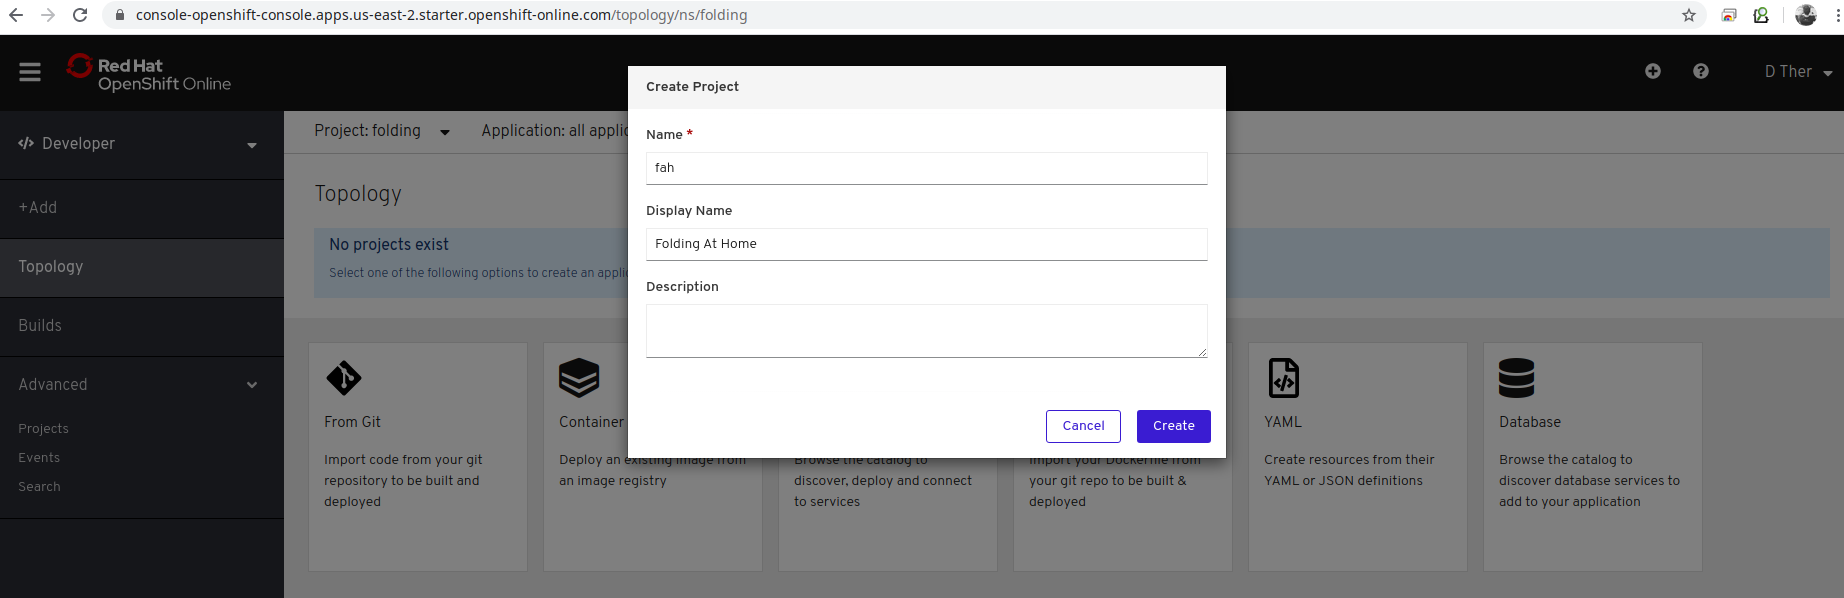 console-openshift-console.apps.us-east-2.starter.openshift-online.com/topology/ns/folding
Red Hat
OpenShift Online
D Ther
Developer
+Add
Topology
Builds
Advanced
Projects
Events
Search
Project: folding
Application: all applic
Topology
No projects exist
Select one of the following options to create an applic
Create Project
Name *
fah
Display Name
Folding At Home
Description
Cancel
Create
From Git
Import code from your git
repository to be built and
deployed
Container
Deploy an existing image from
an image registry
Browse the catalog to
discover, deploy and connect
to services
Import your Dockerfile from
your git repo to be built &
deployed
YAML
Create resources from their
YAML or JSON definitions
Database
Browse the catalog to
discover database services to
add to your application